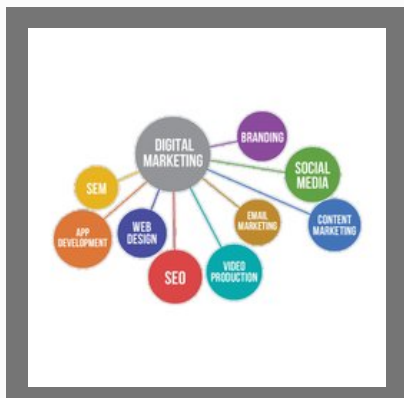 DIGITAL
MARKETING
BRANDING
SOCIAL
MEDIA
SEM
APP
DEVELOPMENT
WEB
DESIGN
EMAIL
MARKETING
CONTENT
MARKETING
SEO
VIDEO
PRODUCTION